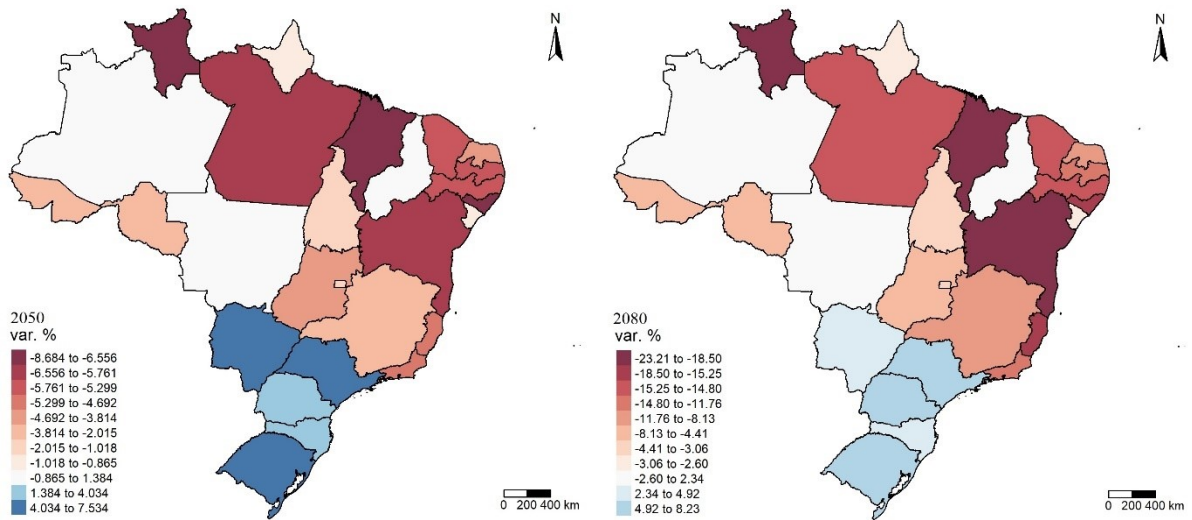 N
2050
var. %
-8.684 to -6.556
-6.556 to -5.761
-5.761 to -5.299
-5.299 to -4.692
-4.692 to -3.814
-3.814 to -2.015
-2.015 to -1.018
-1.018 to -0.865
-0.865 to 1.384
1.384 to 4.034
4.034 to 7.534
0 200 400 km
N
2080
var. %
-23.21 to -18.50
-18.50 to -15.25
-15.25 to -14.80
-14.80 to -11.76
-11.76 to -8.13
-8.13 to -4.41
-4.41 to -3.06
-3.06 to -2.60
-2.60 to 2.34
2.34 to 4.92
4.92 to 8.23
0 200 400 km